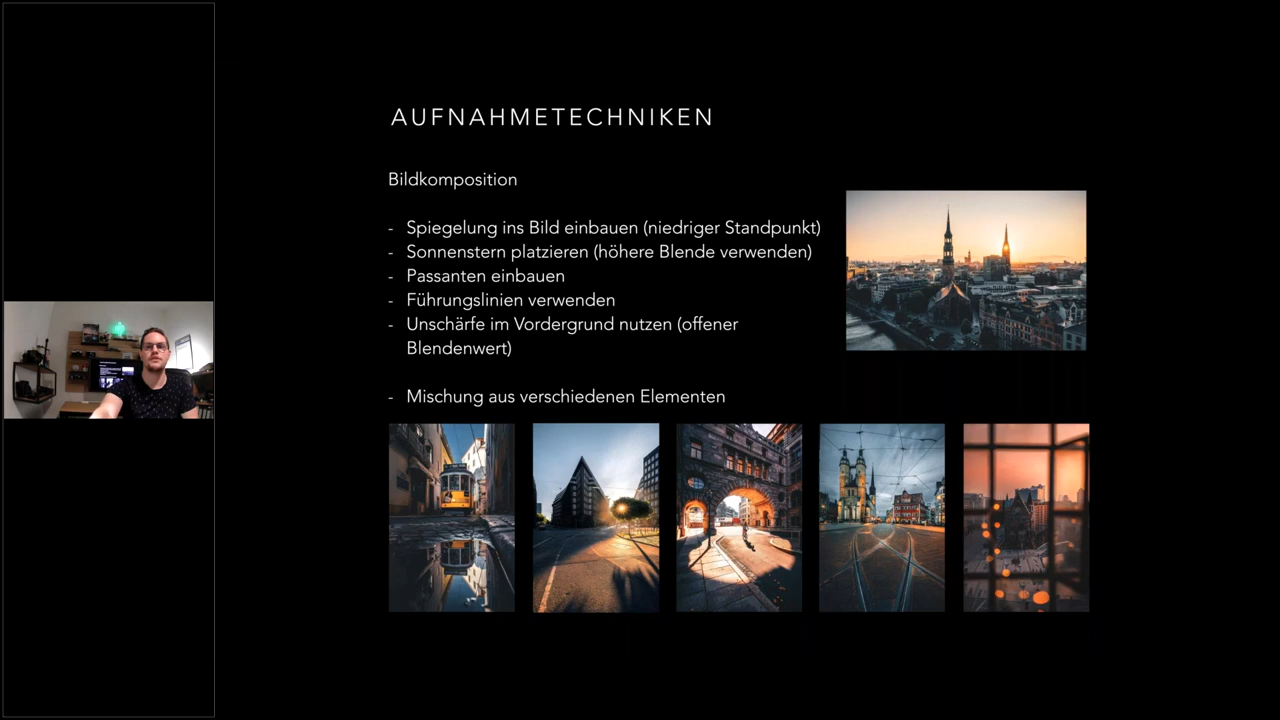 AUFNAHMETECHNIKEN
Bildkomposition
- Spiegelung ins Bild einbauen (niedriger Standpunkt)
- Sonnenstern platzieren (höhere Blende verwenden)
- Passanten einbauen
- Führungslinien verwenden
- Unschärfe im Vordergrund nutzen (offener
Blendenwert)
- Mischung aus verschiedenen Elementen